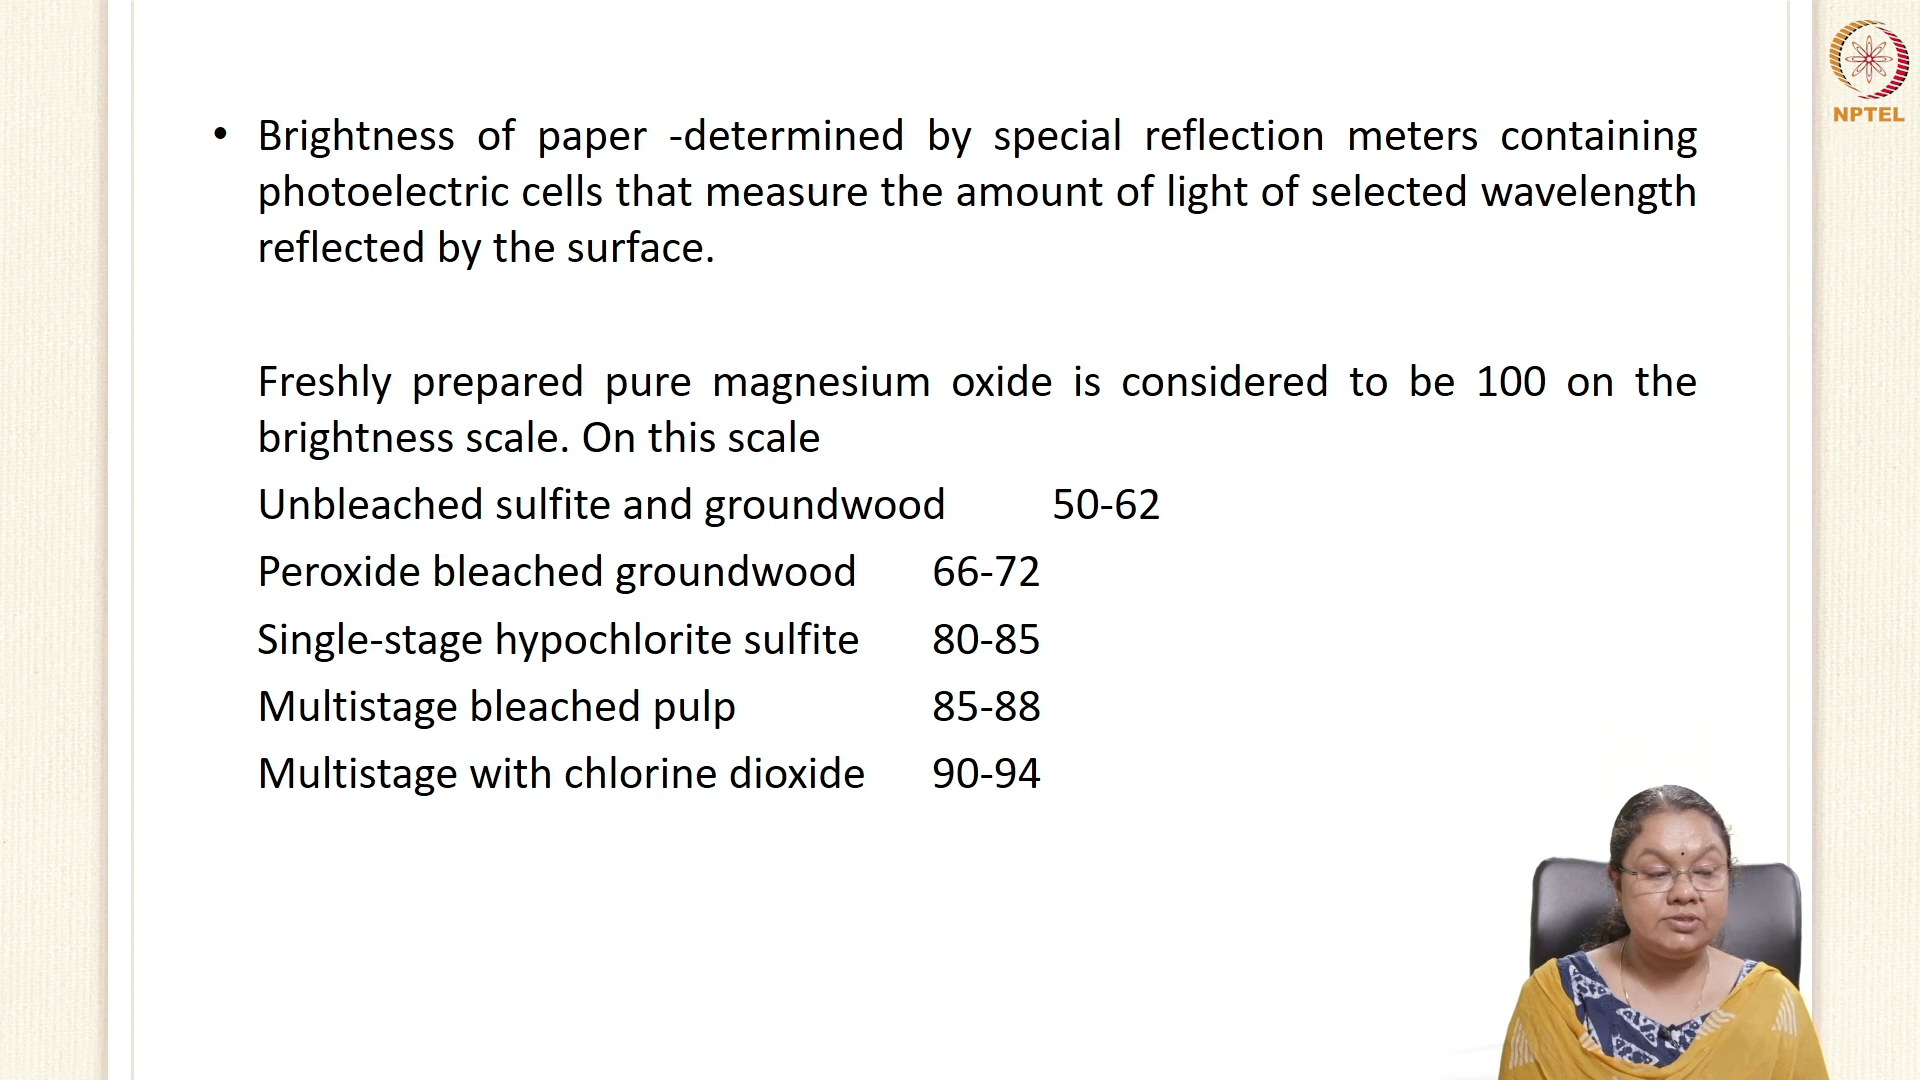 NPTEL
• Brightness of paper -determined by special reflection meters containing
photoelectric cells that measure the amount of light of selected wavelength
reflected by the surface.
Freshly prepared pure magnesium oxide is considered to be 100 on the
brightness scale. On this scale
Unbleached sulfite and groundwood 50-62
Peroxide bleached groundwood 66-72
Single-stage hypochlorite sulfite 80-85
Multistage bleached pulp 85-88
Multistage with chlorine dioxide 90-94